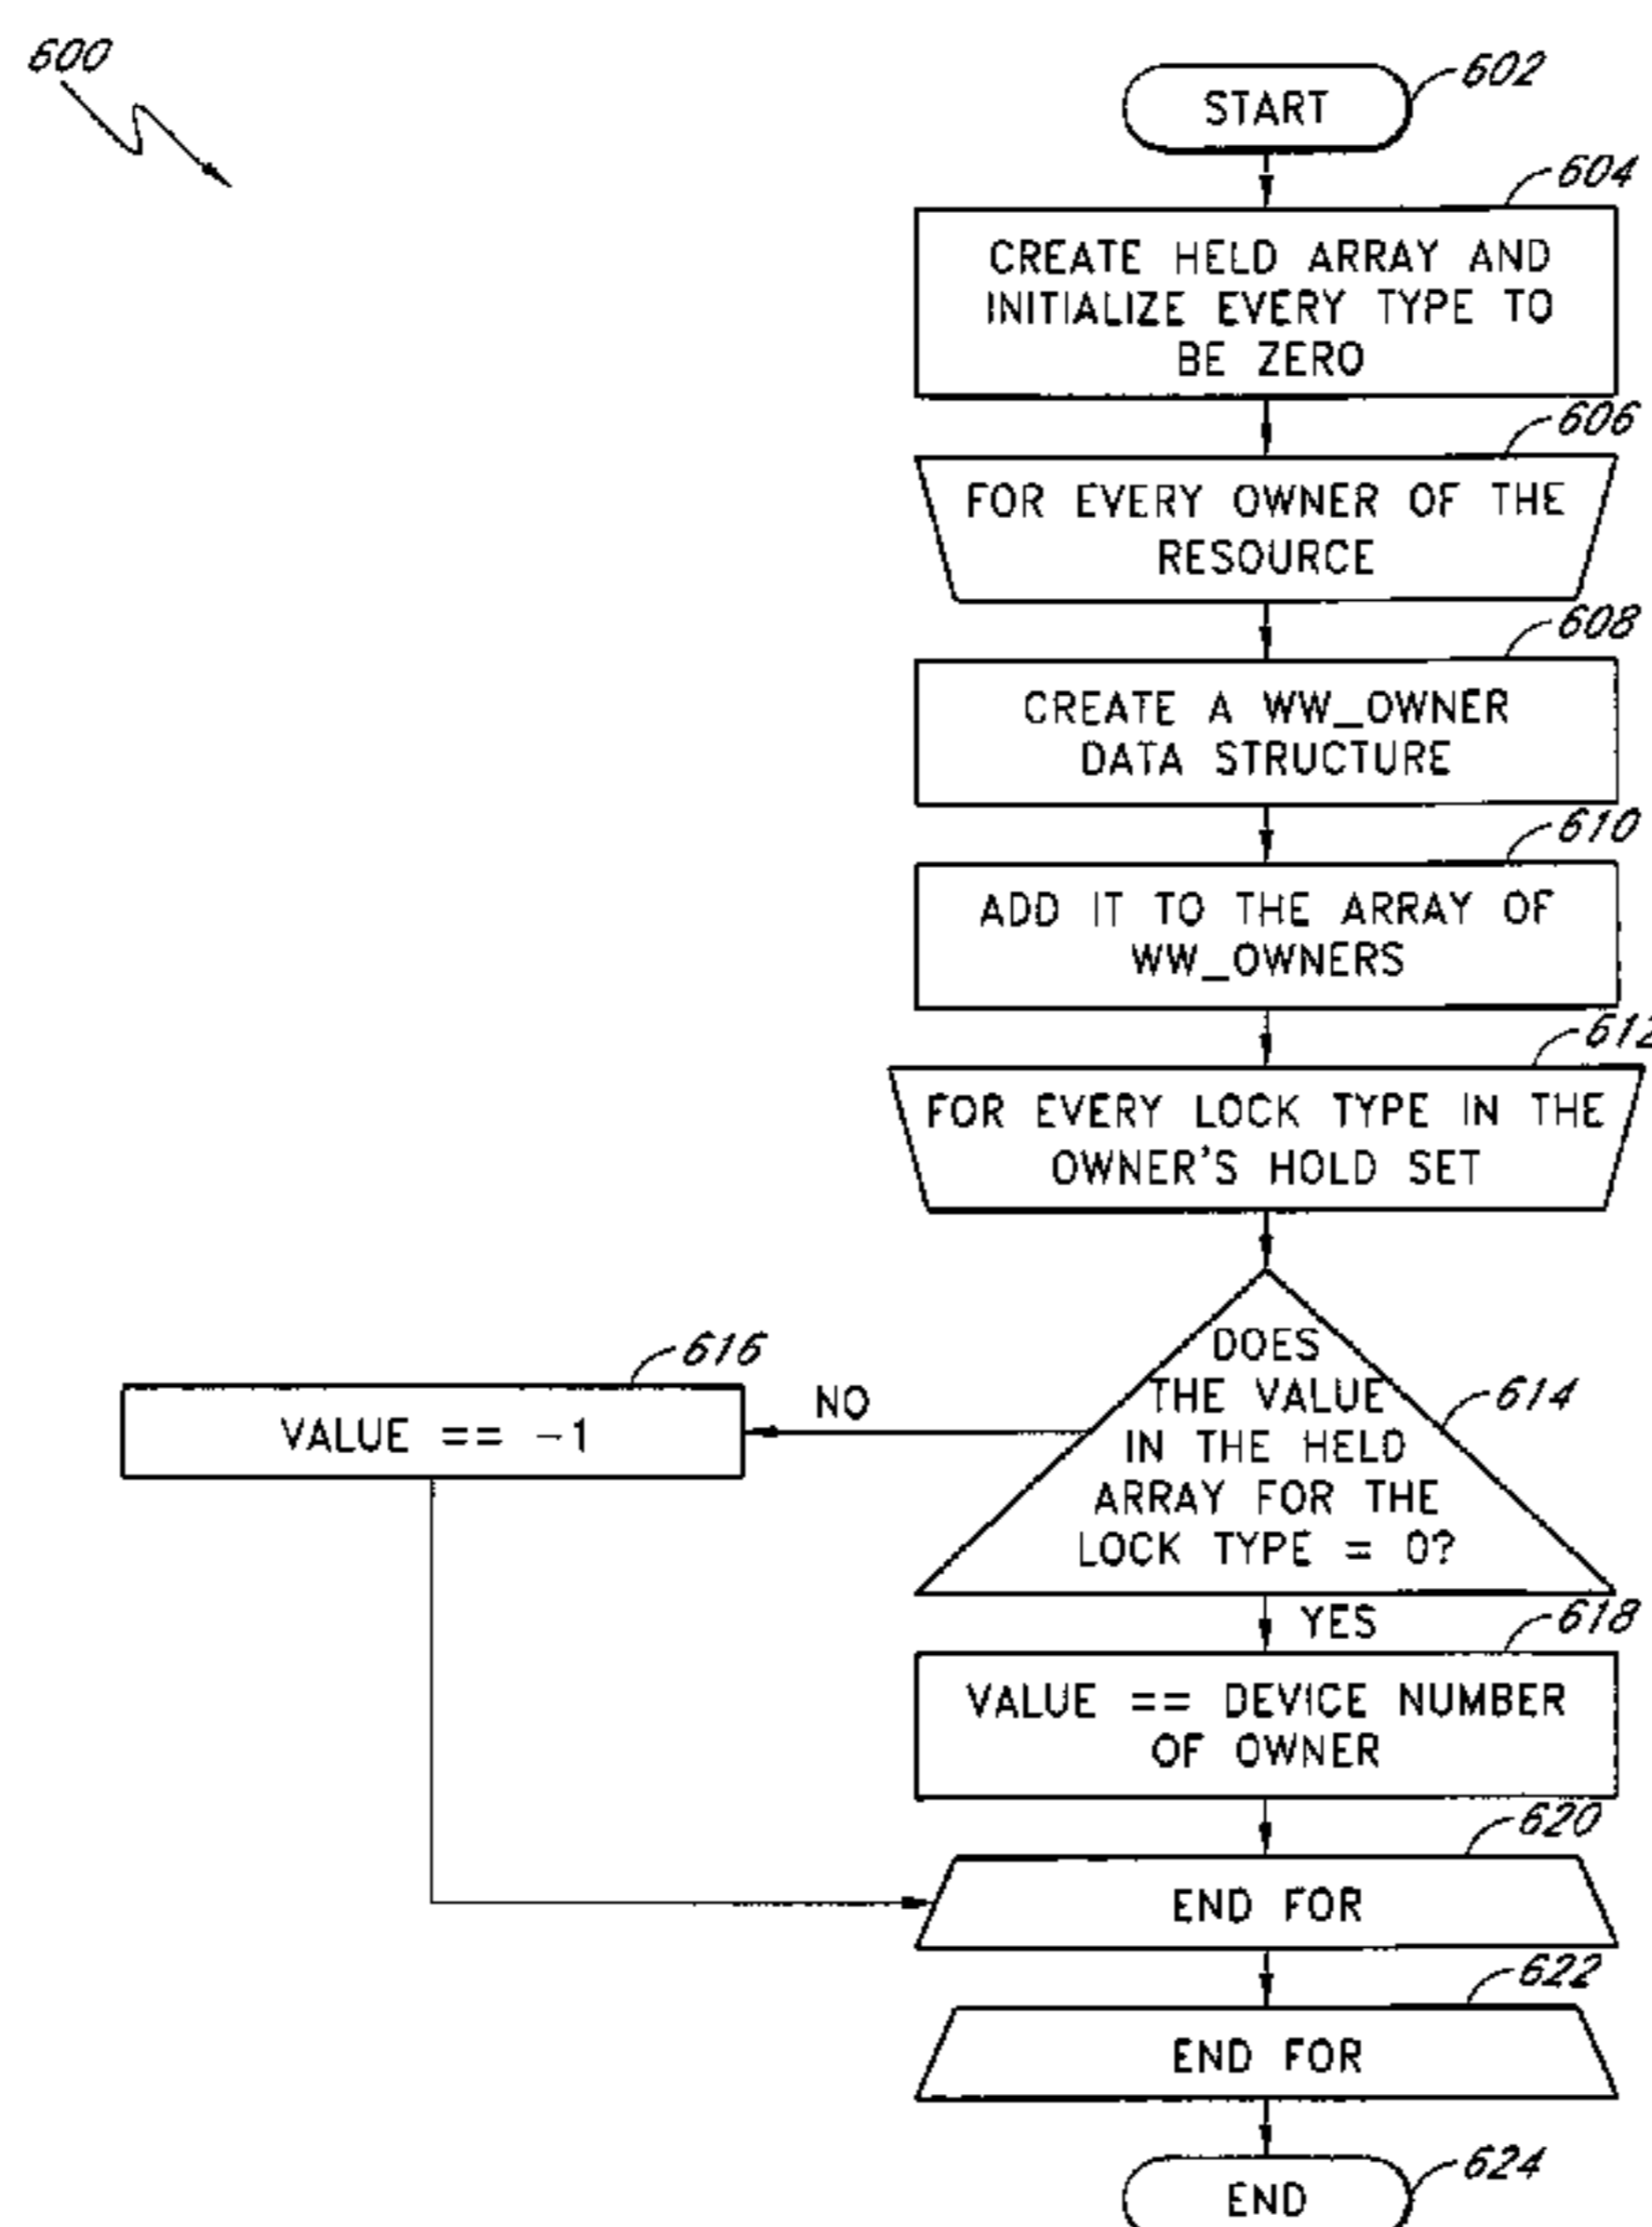 600
602
START
604
CREATE HELD ARRAY AND
INITIALIZE EVERY TYPE TO
BE ZERO
606
FOR EVERY OWNER OF THE
RESOURCE
608
CREATE A WW_OWNER
DATA STRUCTURE
610
ADD IT TO THE ARRAY OF
WW_OWNERS
612
FOR EVERY LOCK TYPE IN THE
OWNER'S HOLD SET
616
VALUE == -1
NO
614
DOES
THE VALUE
IN THE HELD
ARRAY FOR THE
LOCK TYPE = 0?
YES
618
VALUE == DEVICE NUMBER
OF OWNER
620
END FOR
622
END FOR
624
END